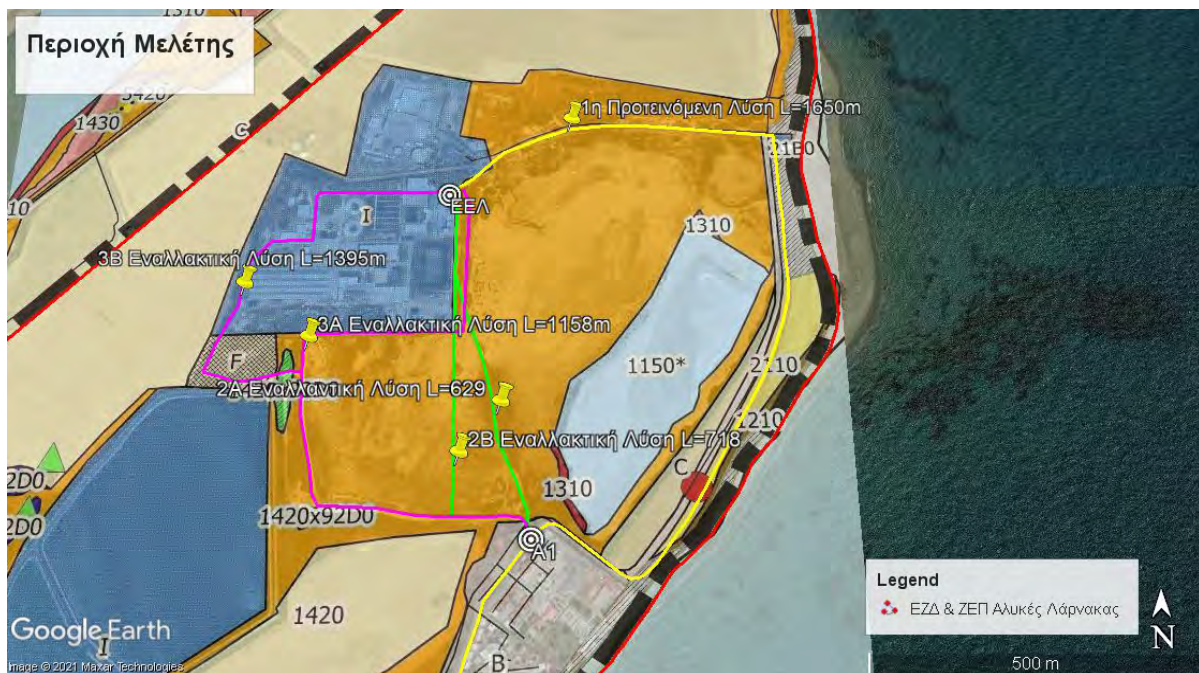 Περιοχή Μελέτης
1310
5420
1430
C
1η Προτεινόμενη Λύση L=1650m
21B0
ΕΕΛ
I
1310
3Β Εναλλακτική Λύση L=1395m
3Α Εναλλακτική Λύση L=1158m
F
1150*
2110
2Α Εναλλαντική Λύση L=629
1210
2Β Εναλλακτική Λύση L=718
C
2D0
1310
2D0
1420x92D0
A1
1420
Legend
ΕΖΔ & ΖΕΠ Αλυκές Λάρνακας
Google Earth
I
B
N
Image © 2021 Maxar Technologies
500 m